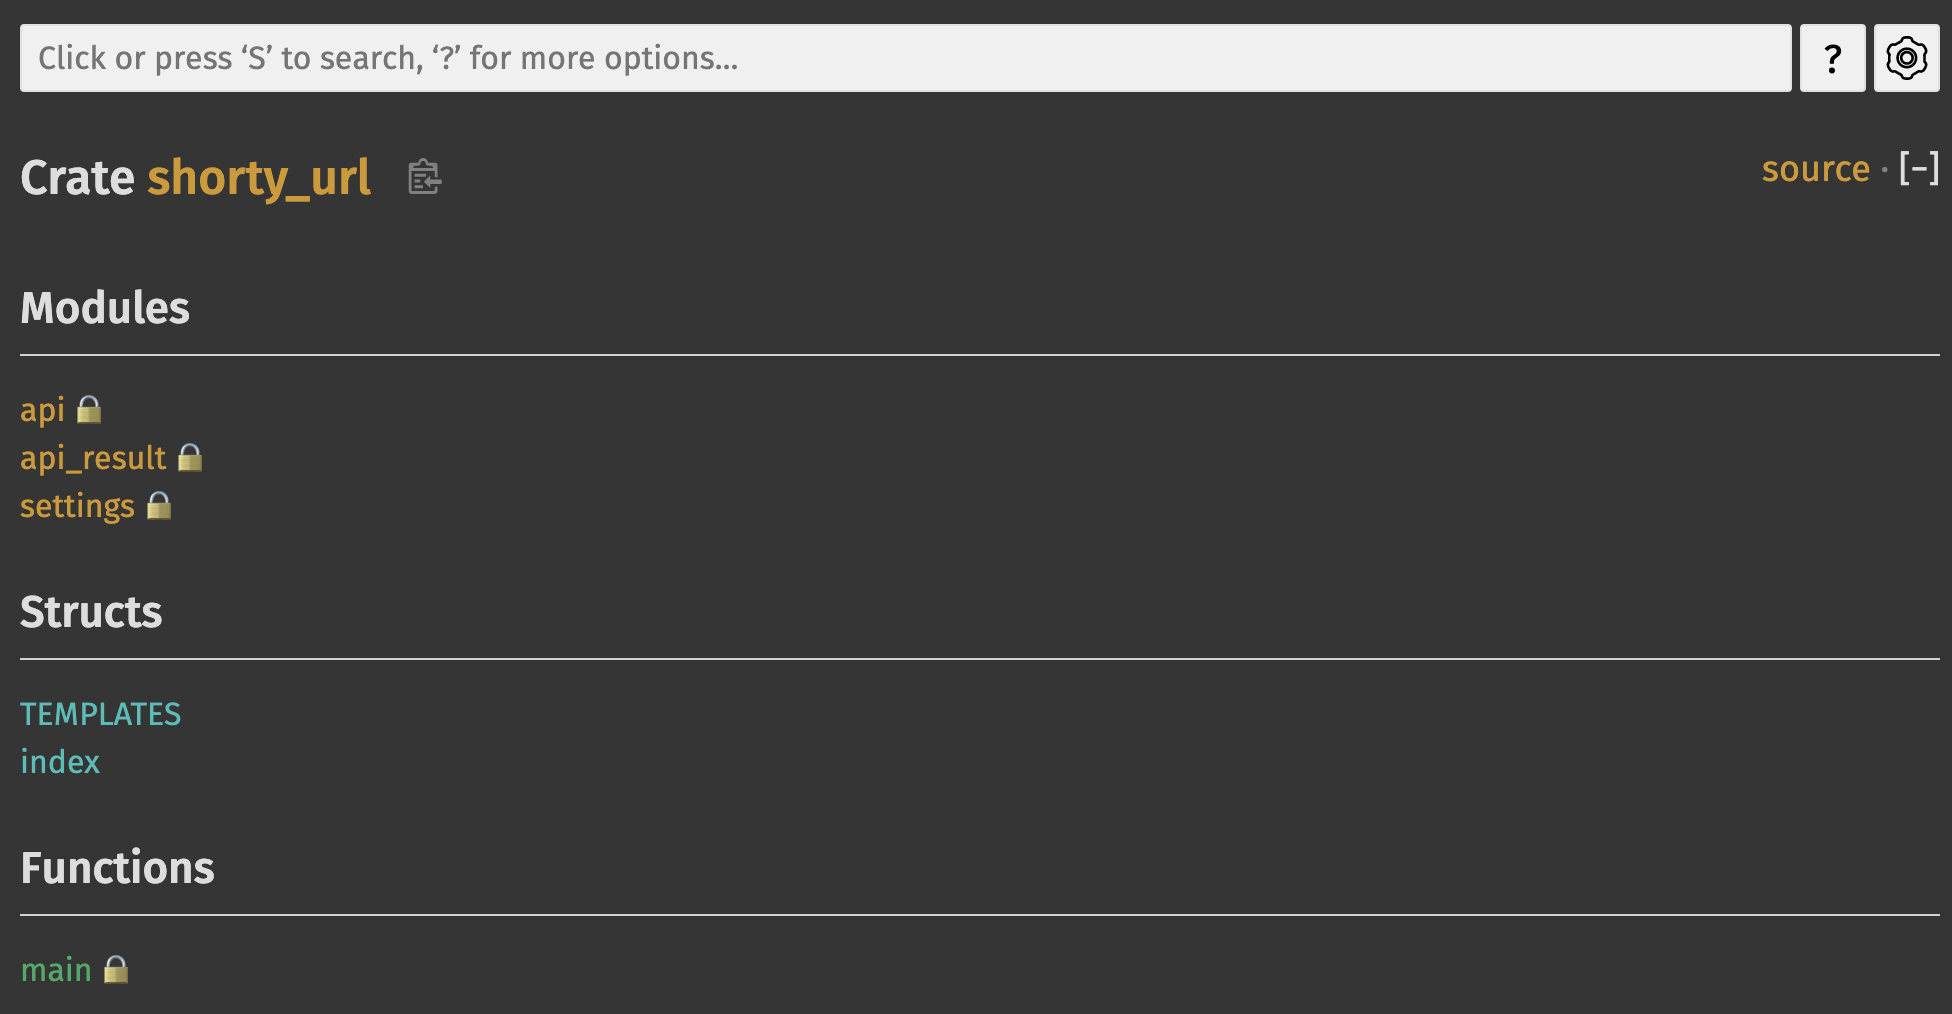 Click or press ‘S’ to search, ‘?’ for more options…
?
Crate shorty_url
source · [−]
Modules
api 🔒
api_result 🔒
settings 🔒
Structs
TEMPLATES
index
Functions
main 🔒